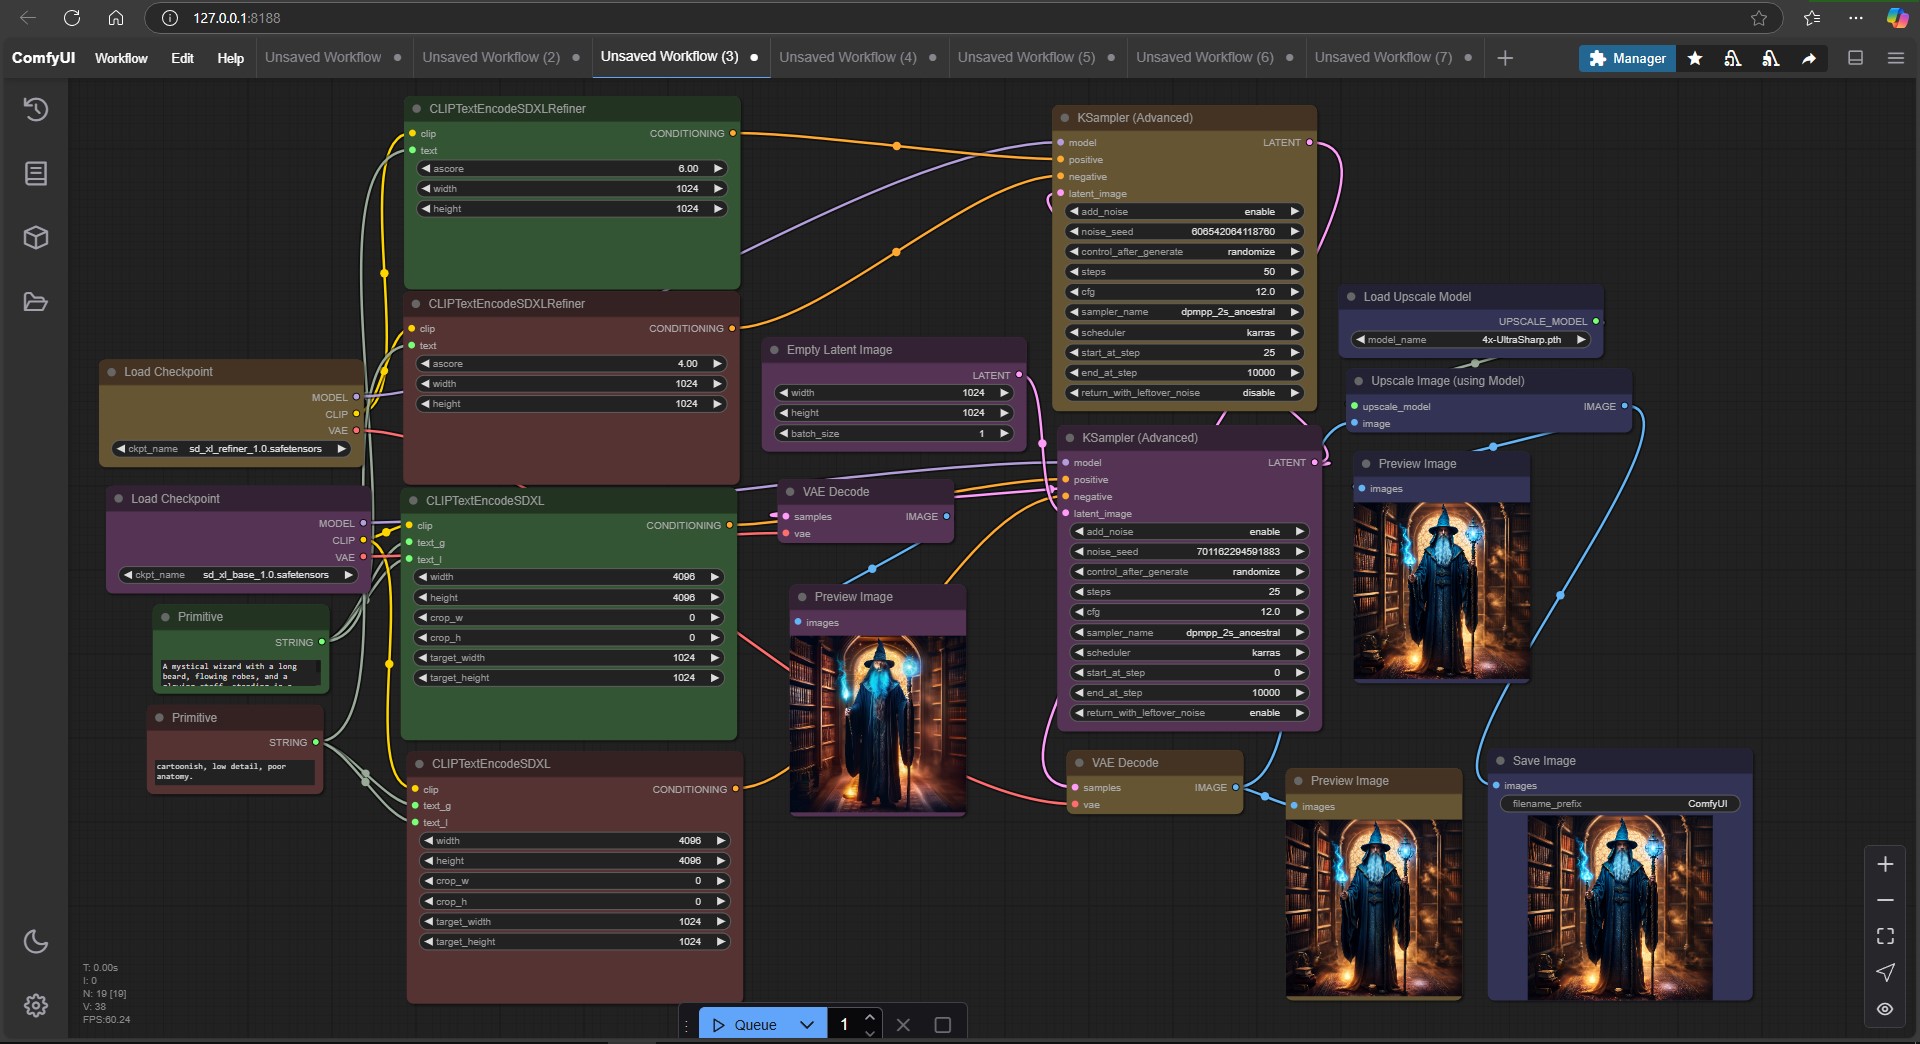 127.0.0.1:8188
ComfyUI Workflow Edit Help Unsaved Workflow Unsaved Workflow (2) Unsaved Workflow (3) Unsaved Workflow (4) Unsaved Workflow (5) Unsaved Workflow (6) Unsaved Workflow (7) Manager
CLIPTextEncodeSDXLRefiner
clip CONDITIONING
text
ascore 6.00
width 1024
height 1024
CLIPTextEncodeSDXLRefiner
clip CONDITIONING
text
ascore 4.00
width 1024
height 1024
Load Checkpoint
MODEL
CLIP
VAE
ckpt_name sd_xl_refiner_1.0.safetensors
Load Checkpoint
MODEL
CLIP
VAE
ckpt_name sd_xl_base_1.0.safetensors
Primitive
STRING
A mystical wizard with a long
beard, flowing robes, and a
Primitive
STRING
cartoonish, low detail, poor
anatomy.
CLIPTextEncodeSDXL
clip CONDITIONING
text_g
text_l
width 4096
height 4096
crop_w 0
crop_h 0
target_width 1024
target_height 1024
CLIPTextEncodeSDXL
clip CONDITIONING
text_g
text_l
width 4096
height 4096
crop_w 0
crop_h 0
target_width 1024
target_height 1024
Empty Latent Image
LATENT
width 1024
height 1024
batch_size 1
VAE Decode
samples IMAGE
vae
Preview Image
images
KSampler (Advanced)
model LATENT
positive
negative
latent_image
add_noise enable
noise_seed 606542064118760
control_after_generate randomize
steps 50
cfg 12.0
sampler_name dpmpp_2s_ancestral
scheduler karras
start_at_step 25
end_at_step 10000
return_with_leftover_noise disable
KSampler (Advanced)
model LATENT
positive
negative
latent_image
add_noise enable
noise_seed 701162294591883
control_after_generate randomize
steps 25
cfg 12.0
sampler_name dpmpp_2s_ancestral
scheduler karras
start_at_step 0
end_at_step 10000
return_with_leftover_noise enable
VAE Decode
samples IMAGE
vae
Preview Image
images
Load Upscale Model
UPSCALE_MODEL
model_name 4x-UltraSharp.pth
Upscale Image (using Model)
upscale_model IMAGE
image
Preview Image
images
Save Image
images
filename_prefix ComfyUI
T: 0.00s
I: 0
N: 19 [19]
V: 38
FPS:60.24
Queue 1